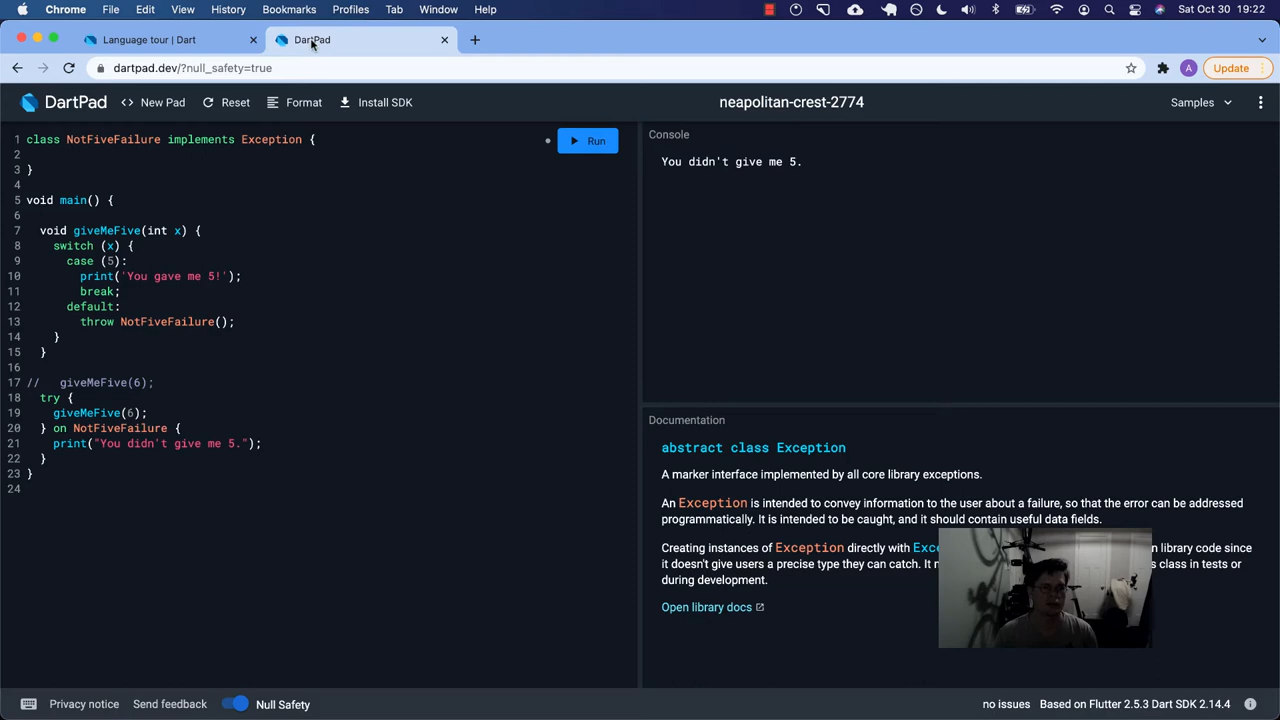 Chrome File Edit View History Bookmarks Profiles Tab Window Help Sat Oct 30 19:22
Language tour | Dart DartPad
dartpad.dev/?null_safety=true A Update
DartPad <> New Pad Reset Format Install SDK neapolitan-crest-2774 Samples
1 class NotFiveFailure implements Exception {
2
3 }
4
5 void main() {
6
7 void giveMeFive(int x) {
8 switch (x) {
9 case (5):
10 print('You gave me 5!');
11 break;
12 default:
13 throw NotFiveFailure();
14 }
15 }
16
17 // giveMeFive(6);
18 try {
19 giveMeFive(6);
20 } on NotFiveFailure {
21 print("You didn't give me 5.");
22 }
23 }
24
Run
Console
You didn't give me 5.
Documentation
abstract class Exception
A marker interface implemented by all core library exceptions.
An Exception is intended to convey information to the user about a failure, so that the error can be addressed
programmatically. It is intended to be caught, and it should contain useful data fields.
Creating instances of Exception directly with Exc n library code since
it doesn't give users a precise type they can catch. It s class in tests or
during development.
Open library docs
Privacy notice Send feedback Null Safety no issues Based on Flutter 2.5.3 Dart SDK 2.14.4